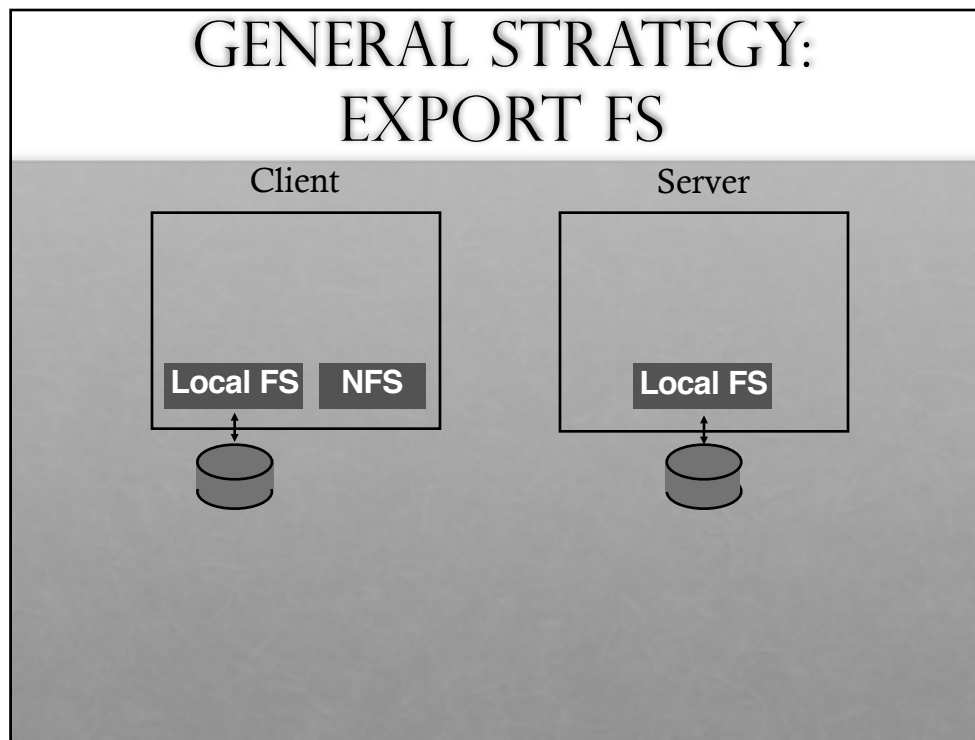 GENERAL STRATEGY:
EXPORT FS
Client Server
Local FS NFS Local FS